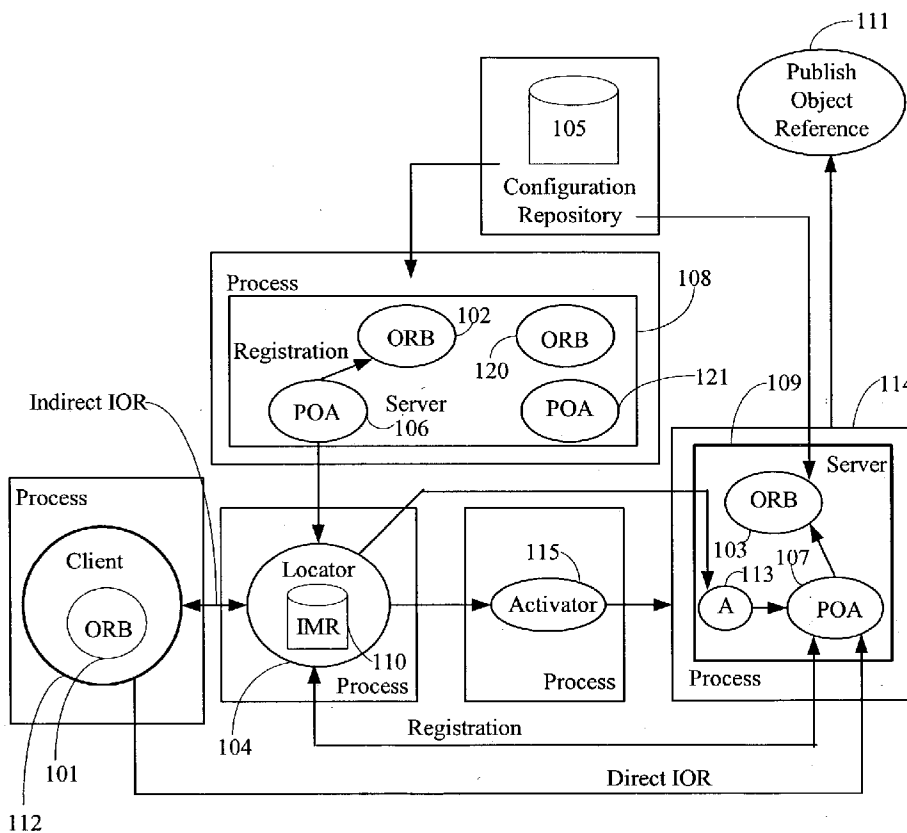 111
Publish
Object
Reference
105
Configuration
Repository
Process
108
ORB
102
ORB
120
Registration
121
109
114
Indirect IOR
POA
Server
106
POA
Server
Process
ORB
103
107
113
115
Client
Locator
Activator
A
POA
ORB
IMR
110
Process
Process
Process
104
Registration
101
Direct IOR
112